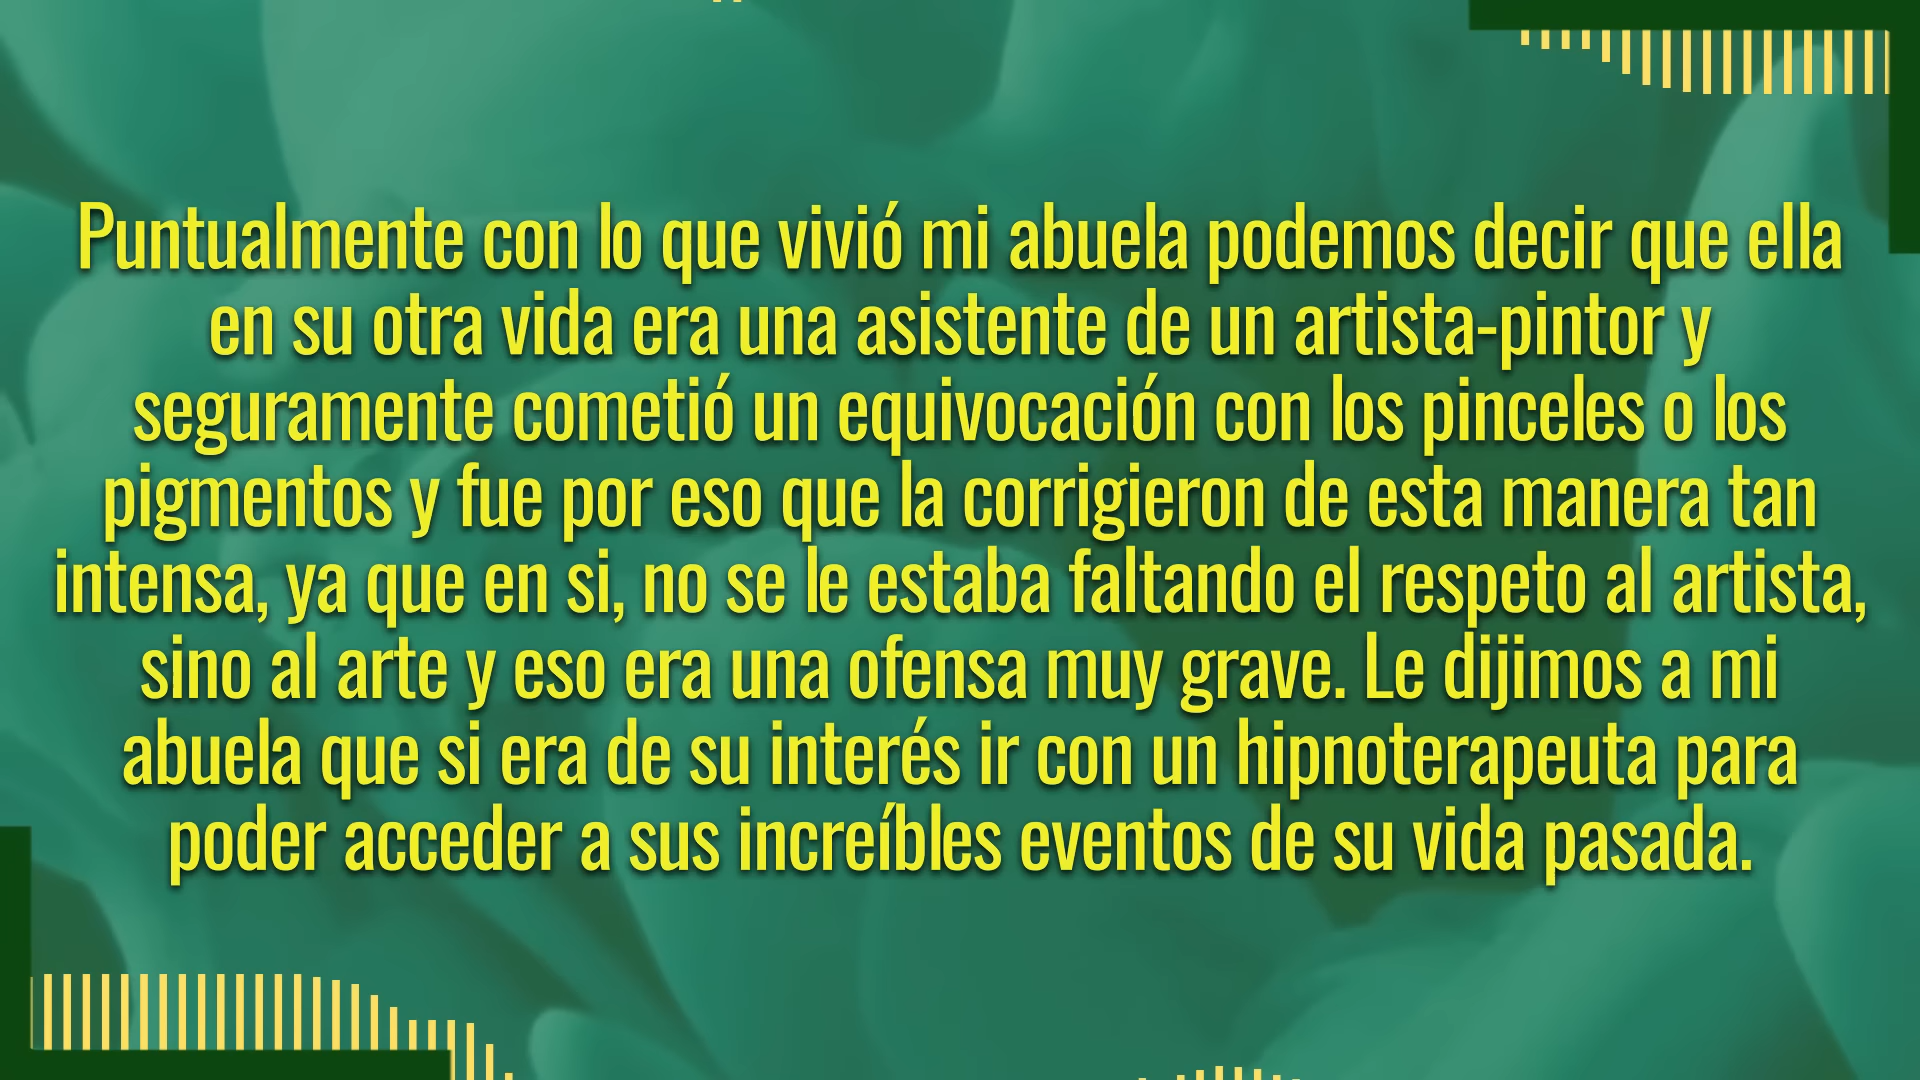 Puntualmente con lo que vivió mi abuela podemos decir que ella
en su otra vida era una asistente de un artista-pintor y
seguramente cometió un equivocación con los pinceles o los
pigmentos y fue por eso que la corrigieron de esta manera tan
intensa, ya que en si, no se le estaba faltando el respeto al artista,
sino al arte y eso era una ofensa muy grave. Le dijimos a mi
abuela que si era de su interés ir con un hipnoterapeuta para
poder acceder a sus increíbles eventos de su vida pasada.